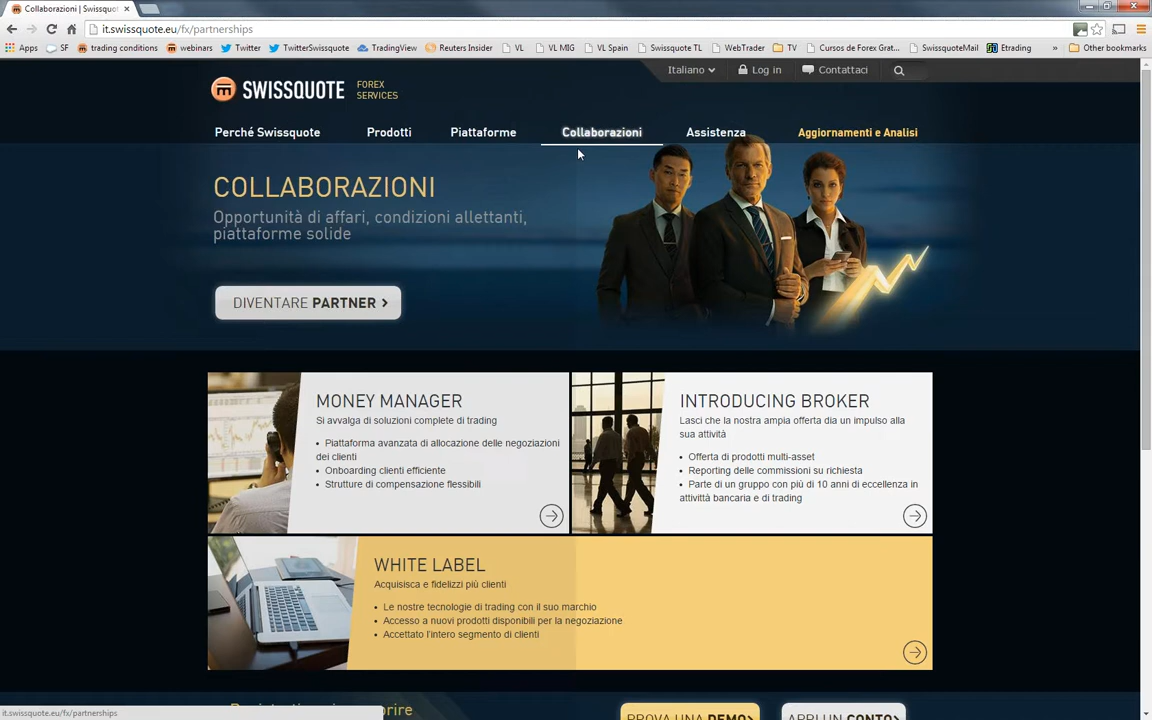 Collaborazioni | Swissquot
it.swissquote.eu/fx/partnerships
Apps SF trading conditions webinars Twitter TwitterSwissquote TradingView Reuters Insider VL VL MIG VL Spain Swissquote TL WebTrader TV Cursos de Forex Grat... SwissquoteMail Etrading » Other bookmarks
Italiano Log in Contattaci
SWISSQUOTE FOREX
SERVICES
Perché Swissquote Prodotti Piattaforme Collaborazioni Assistenza Aggiornamenti e Analisi
COLLABORAZIONI
Opportunità di affari, condizioni allettanti,
piattaforme solide
DIVENTARE PARTNER >
MONEY MANAGER
Si avvalga di soluzioni complete di trading
• Piattaforma avanzata di allocazione delle negoziazioni
dei clienti
• Onboarding clienti efficiente
• Strutture di compensazione flessibili
INTRODUCING BROKER
Lasci che la nostra ampia offerta dia un impulso alla
sua attività
• Offerta di prodotti multi-asset
• Reporting delle commissioni su richiesta
• Parte di un gruppo con più di 10 anni di eccellenza in
attività bancaria e di trading
WHITE LABEL
Acquisisca e fidelizzi più clienti
• Le nostre tecnologie di trading con il suo marchio
• Accesso a nuovi prodotti disponibili per la negoziazione
• Accettato l'intero segmento di clienti
PROVA UNA DEMO>
APRI UN CONTO>
it.swissquote.eu/fx/partnerships